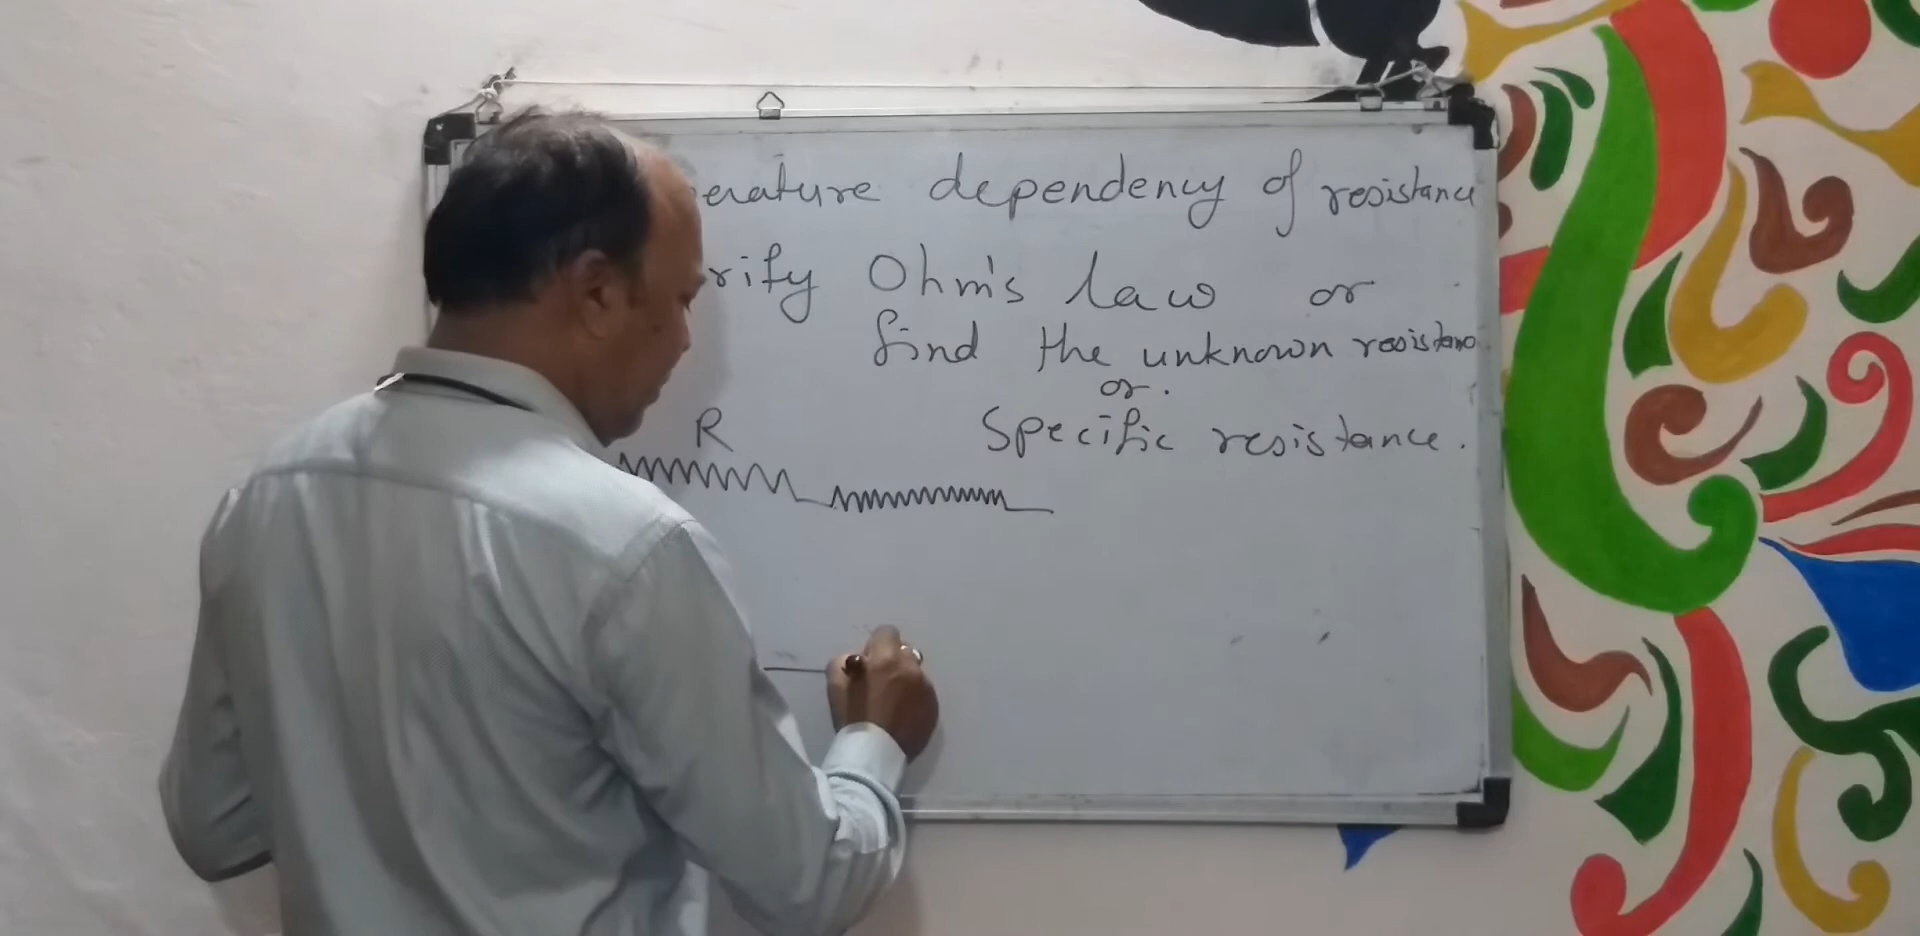 erature dependency of resistance
rify Ohm's law or
find the unknown resistance
or.
Specific resistance.
R